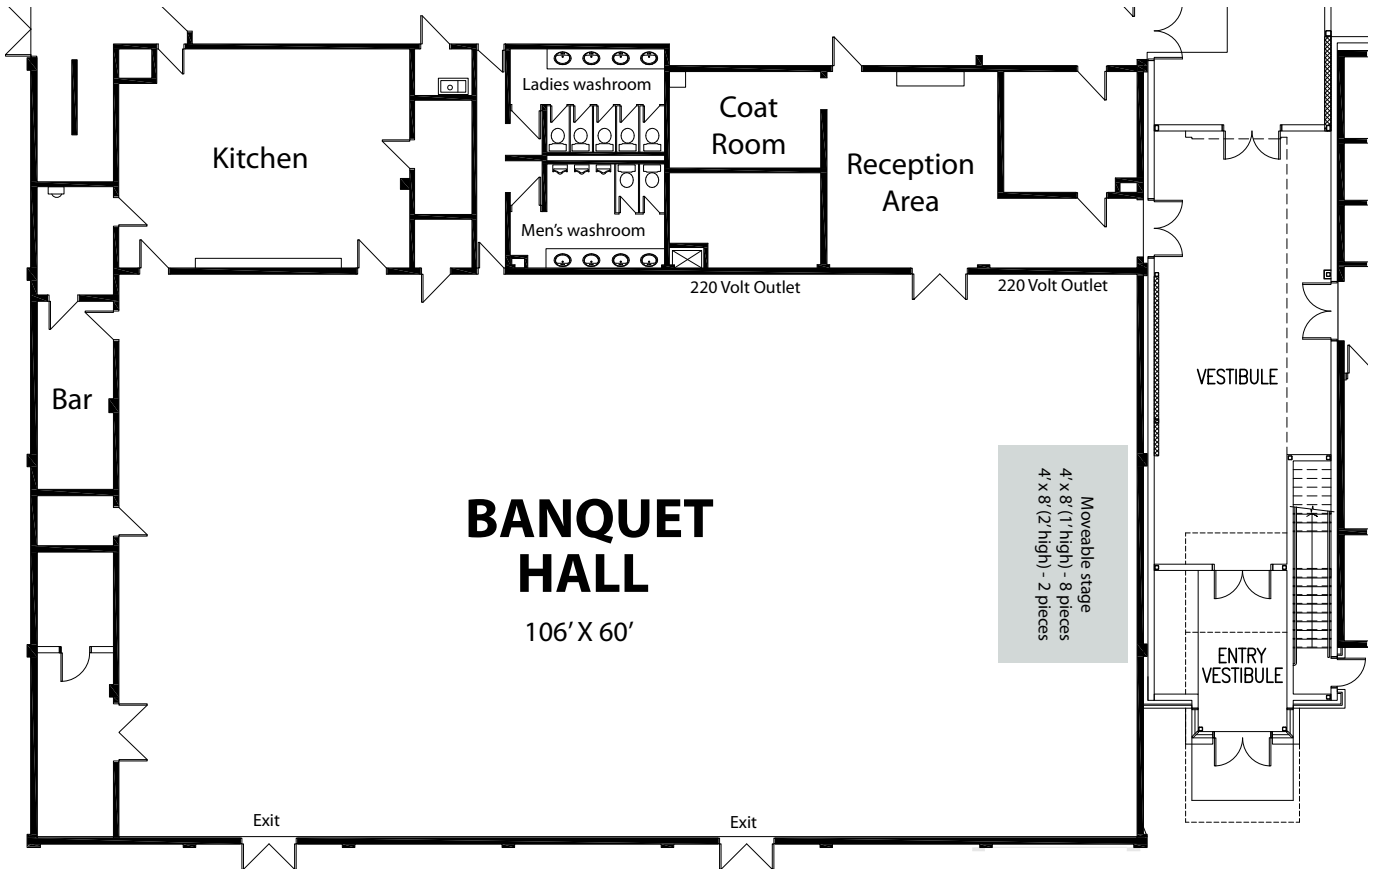 Ladies washroom
Coat
Room
Kitchen
Reception
Area
Men's washroom
220 Volt Outlet
220 Volt Outlet
VESTIBULE
Bar
BANQUET
HALL
106' X 60'
Moveable stage
4' x 8' (1' high) - 8 pieces
4' x 8' (2' high) - 2 pieces
ENTRY
VESTIBULE
Exit
Exit